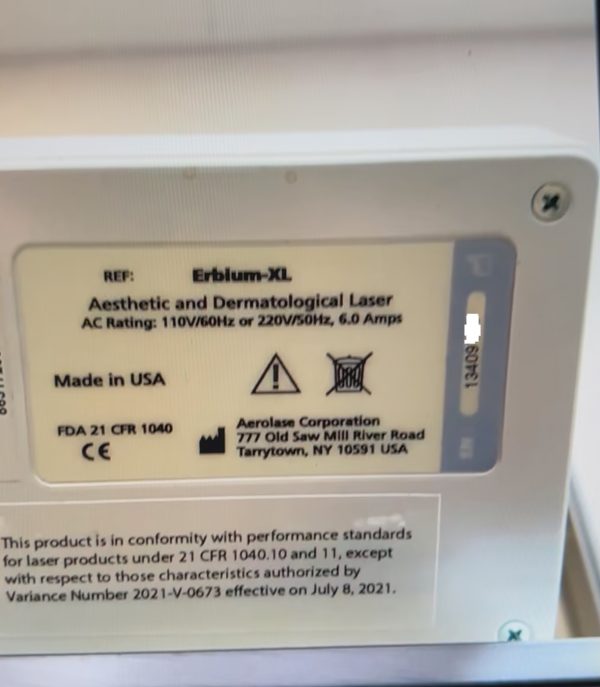 REF: Erbium-XL
Aesthetic and Dermatological Laser
AC Rating: 110V/60Hz or 220V/50Hz, 6.0 Amps
Made in USA
FDA 21 CFR 1040
CE
Aerolase Corporation
777 Old Saw Mill River Road
Tarrytown, NY 10591 USA
13409
This product is in conformity with performance standards
for laser products under 21 CFR 1040.10 and 11, except
with respect to those characteristics authorized by
Variance Number 2021-V-0673 effective on July 8, 2021.